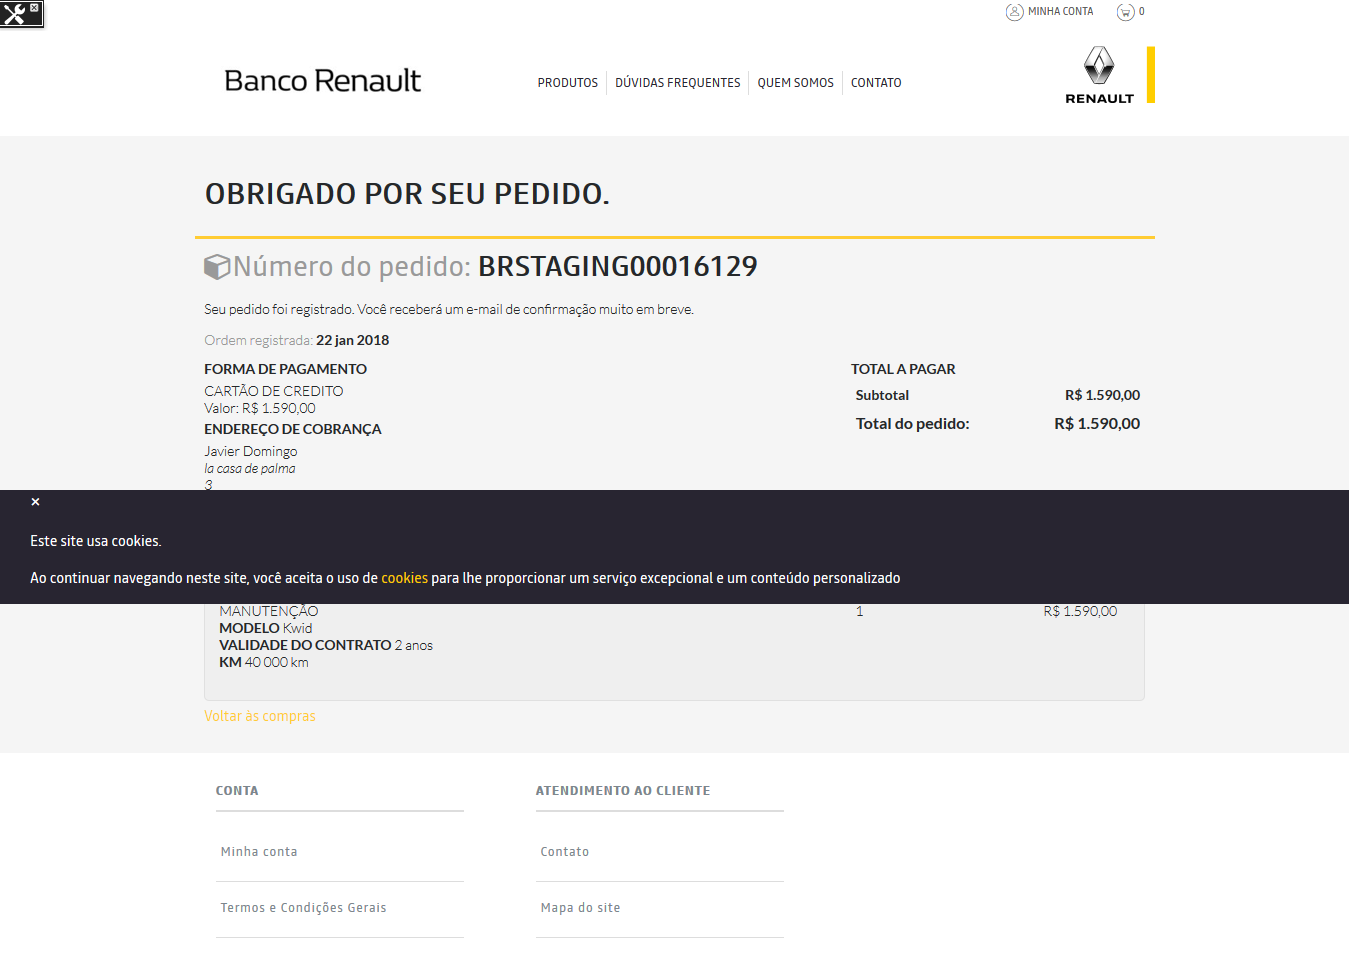 MINHA CONTA 0
Banco Renault
PRODUTOS DÚVIDAS FREQUENTES QUEM SOMOS CONTATO
RENAULT
OBRIGADO POR SEU PEDIDO.
Número do pedido: BRSTAGING00016129
Seu pedido foi registrado. Você receberá um e-mail de confirmação muito em breve.
Ordem registrada: 22 jan 2018
FORMA DE PAGAMENTO
CARTÃO DE CREDITO
Valor: R$ 1.590,00
ENDEREÇO DE COBRANÇA
Javier Domingo
la casa de palma
3
TOTAL A PAGAR
Subtotal R$ 1.590,00
Total do pedido: R$ 1.590,00
×
Este site usa cookies.
Ao continuar navegando neste site, você aceita o uso de cookies para lhe proporcionar um serviço excepcional e um conteúdo personalizado
MANUTENÇÃO 1 R$ 1.590,00
MODELO Kwid
VALIDADE DO CONTRATO 2 anos
KM 40 000 km
Voltar às compras
CONTA
Minha conta
Termos e Condições Gerais
ATENDIMENTO AO CLIENTE
Contato
Mapa do site